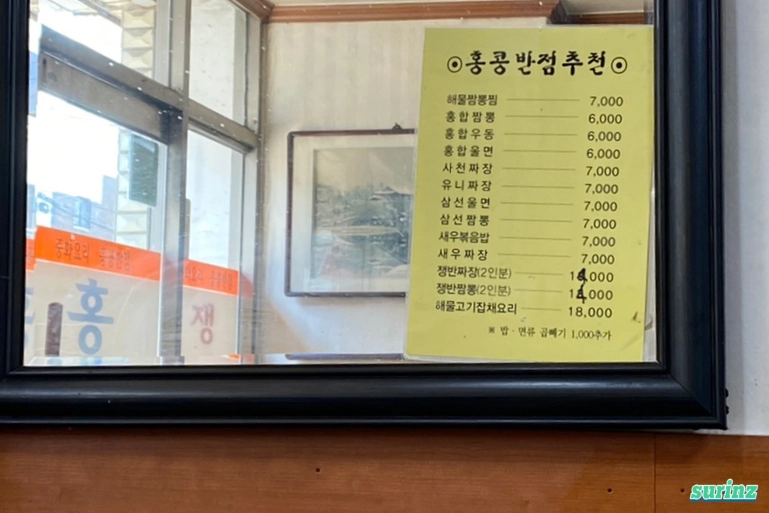 ⊙홍콩반점추천⊙
해물짬뽕찜 7,000
홍합짬뽕 6,000
홍합우동 6,000
홍합울면 6,000
사천짜장 7,000
유니짜장 7,000
삼선울면 7,000
삼선짬뽕 7,000
새우볶음밥 7,000
새우짜장 7,000
쟁반짜장(2인분) 14,000
쟁반짬뽕(2인분) 14,000
해물고기잡채요리 18,000
※ 밥·면류 곱빼기 1,000추가
중화요리
홍 쟁
surinz